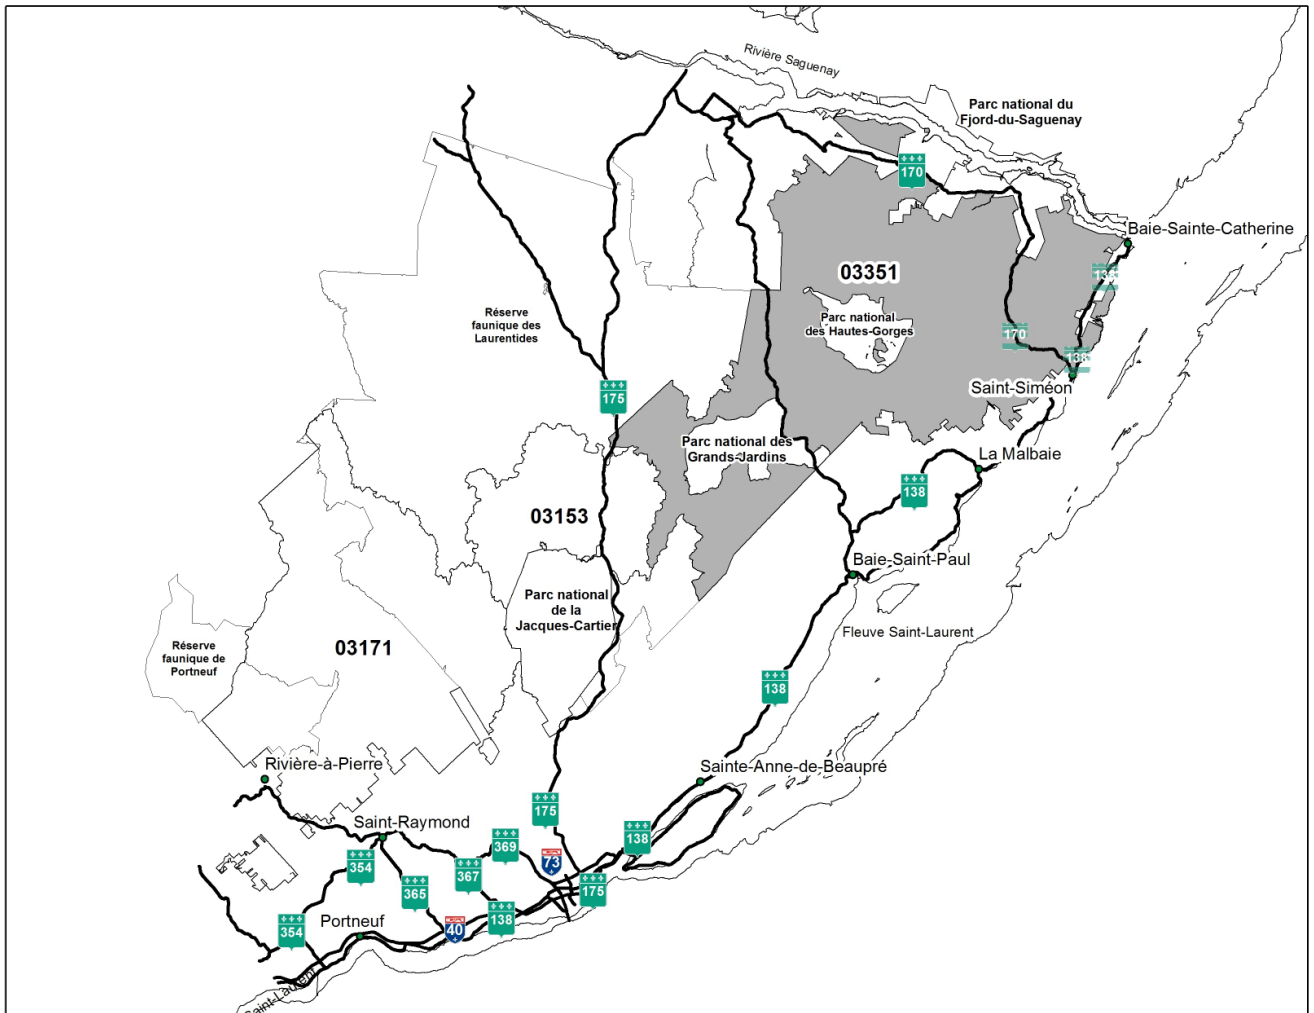 Rivière Saguenay
Parc national du
Fjord-du-Saguenay
170
Baie-Sainte-Catherine
138
03351
Parc national
des Hautes-Gorges
Réserve
faunique des
Laurentides
170
138
Saint-Siméon
175
Parc national des
Grands-Jardins
La Malbaie
138
03153
Baie-Saint-Paul
Parc national
de la
Jacques-Cartier
Fleuve Saint-Laurent
Réserve
faunique de
Portneuf
03171
138
Rivière-à-Pierre
Sainte-Anne-de-Beaupré
175
Saint-Raymond
138
369
73
354
367
365
175
138
Portneuf
354
40
Saint-Laurent